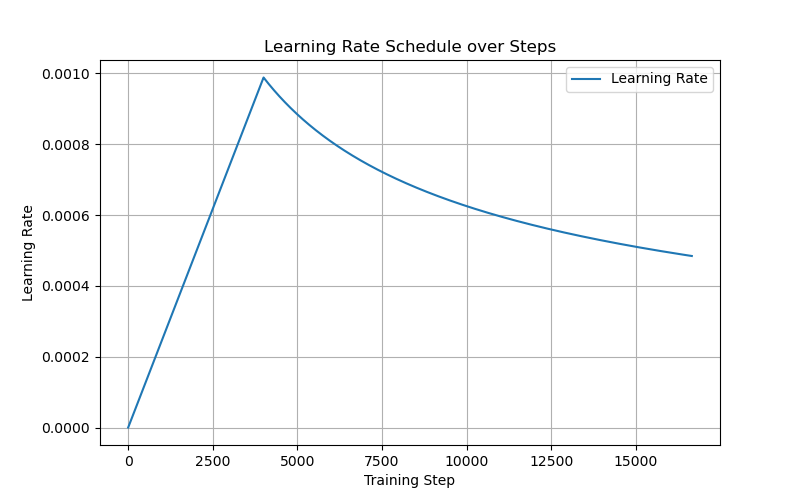 Learning Rate Schedule over Steps
Learning Rate
0.0010
0.0008
0.0006
0.0004
0.0002
0.0000
Learning Rate
0 2500 5000 7500 10000 12500 15000
Training Step